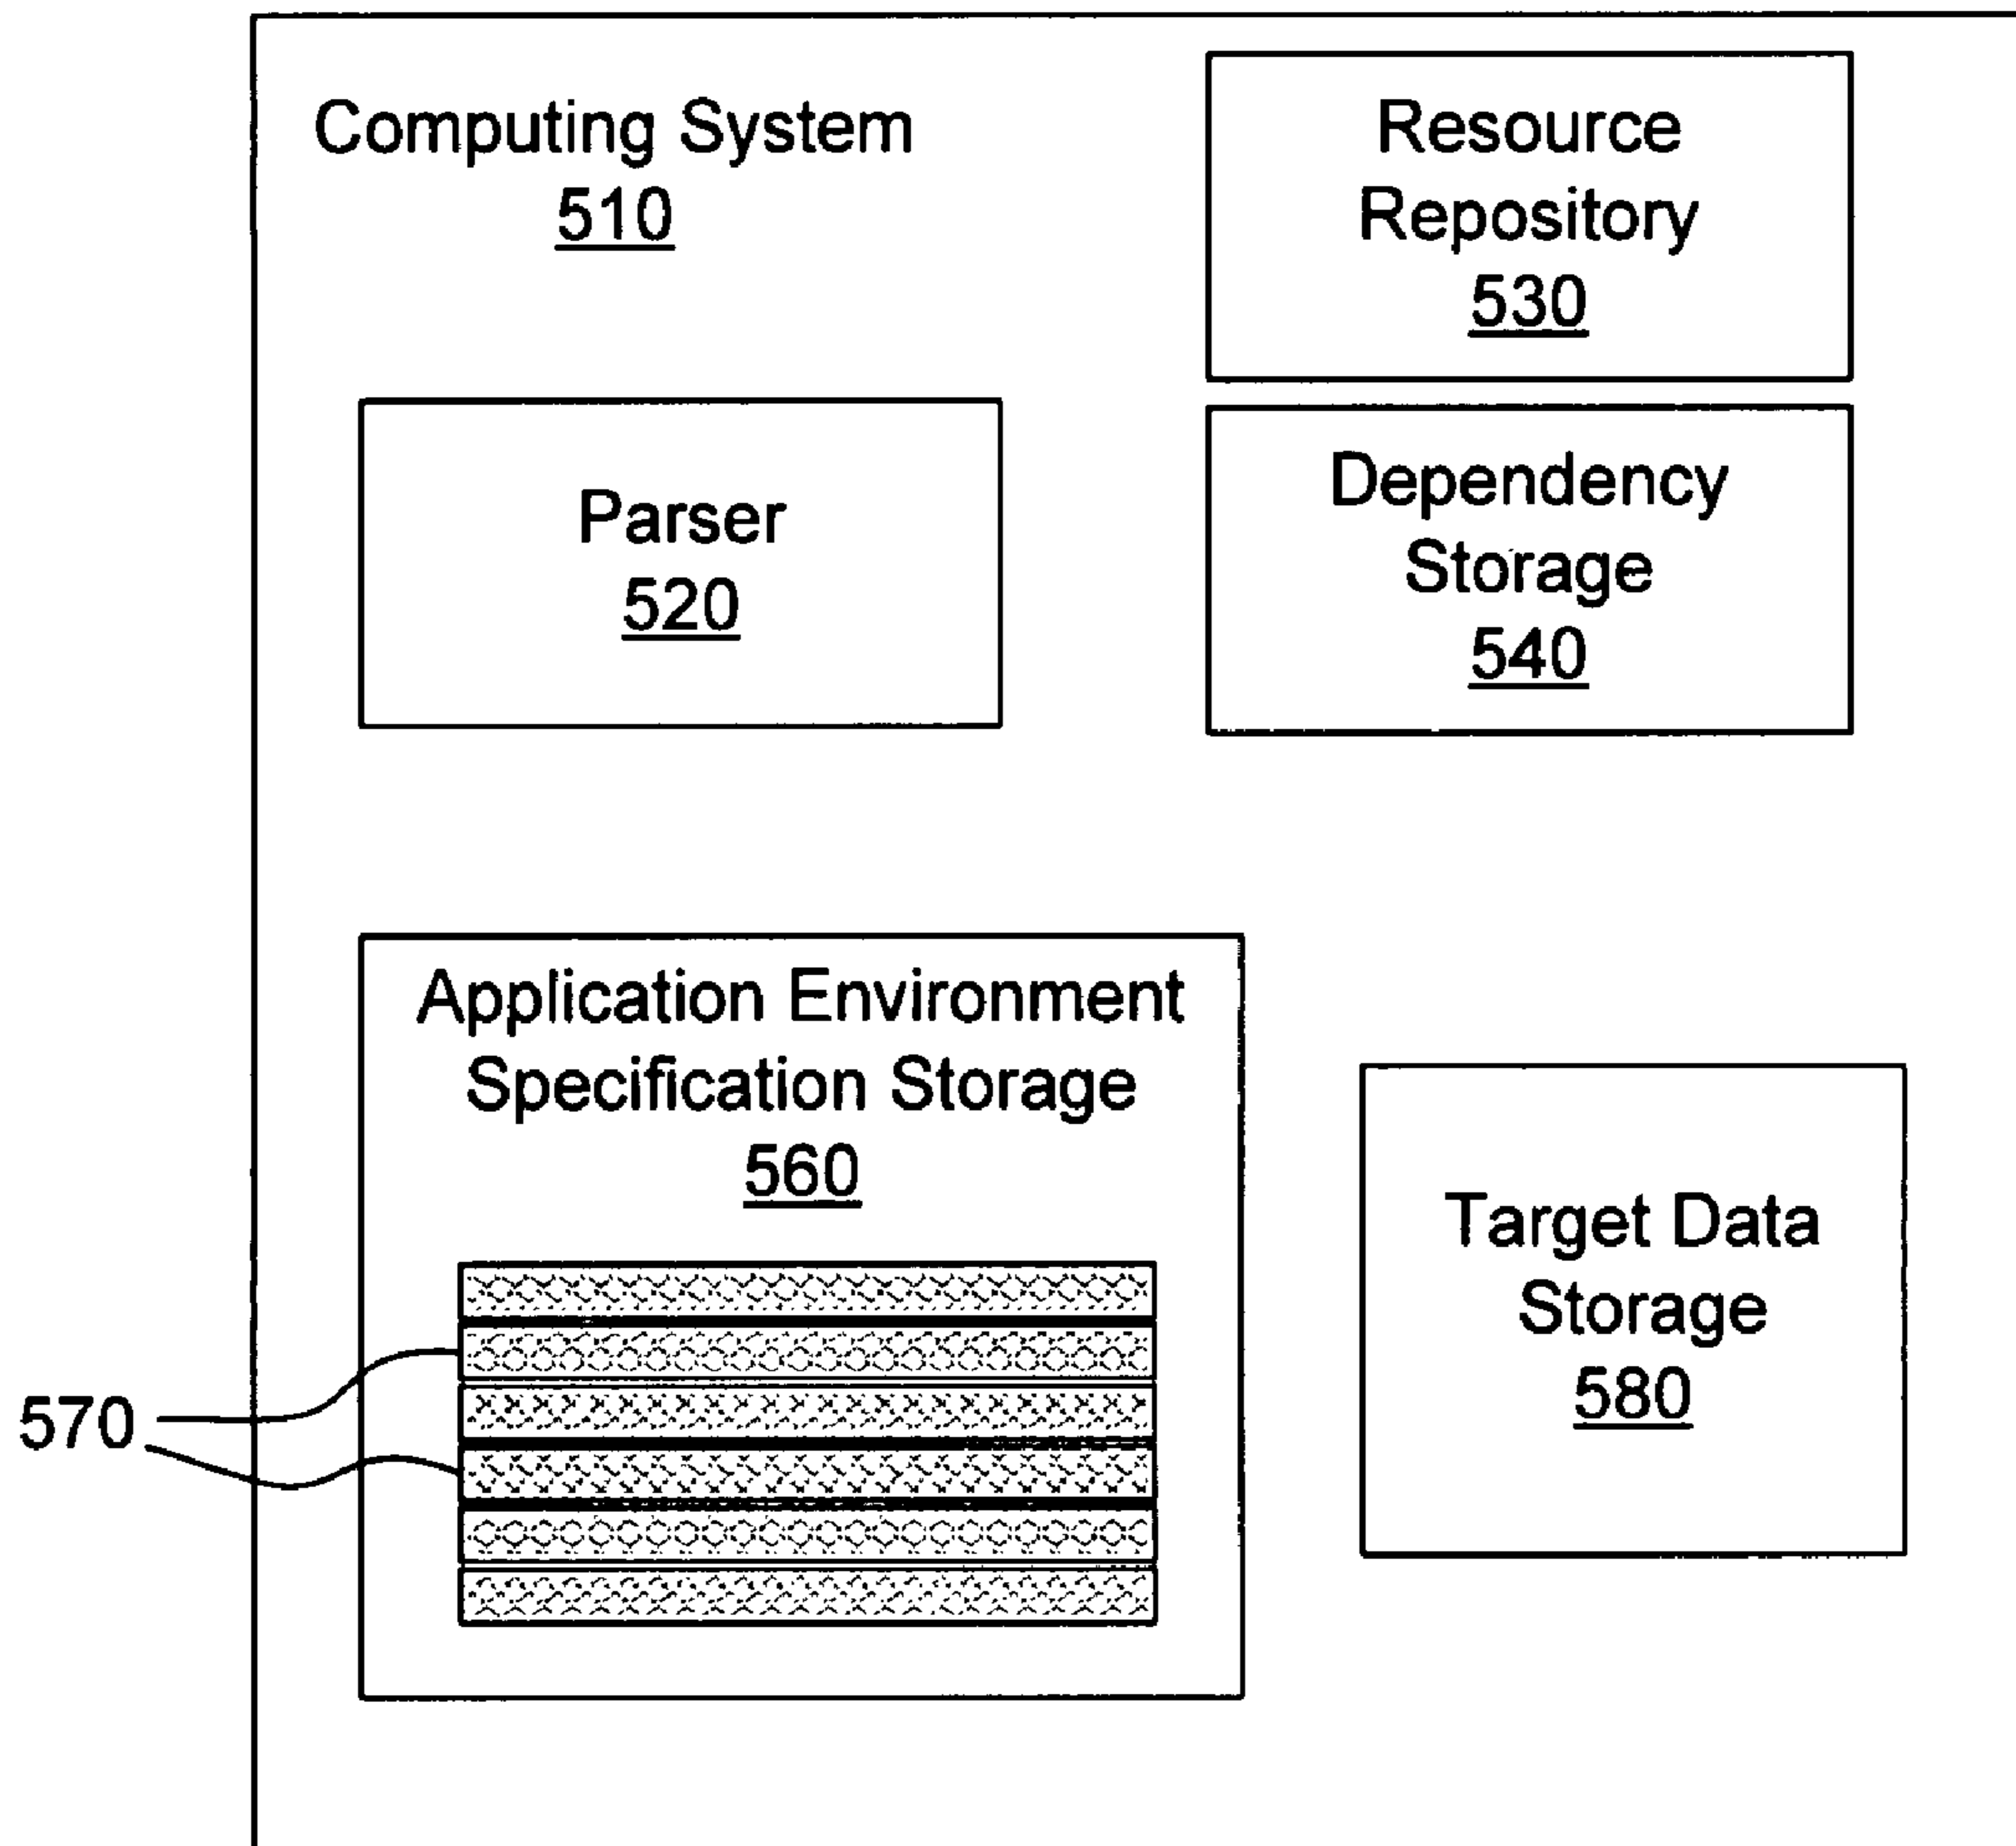 Computing System
510
Resource
Repository
530
Parser
520
Dependency
Storage
540
Application Environment
Specification Storage
560
570
Target Data
Storage
580